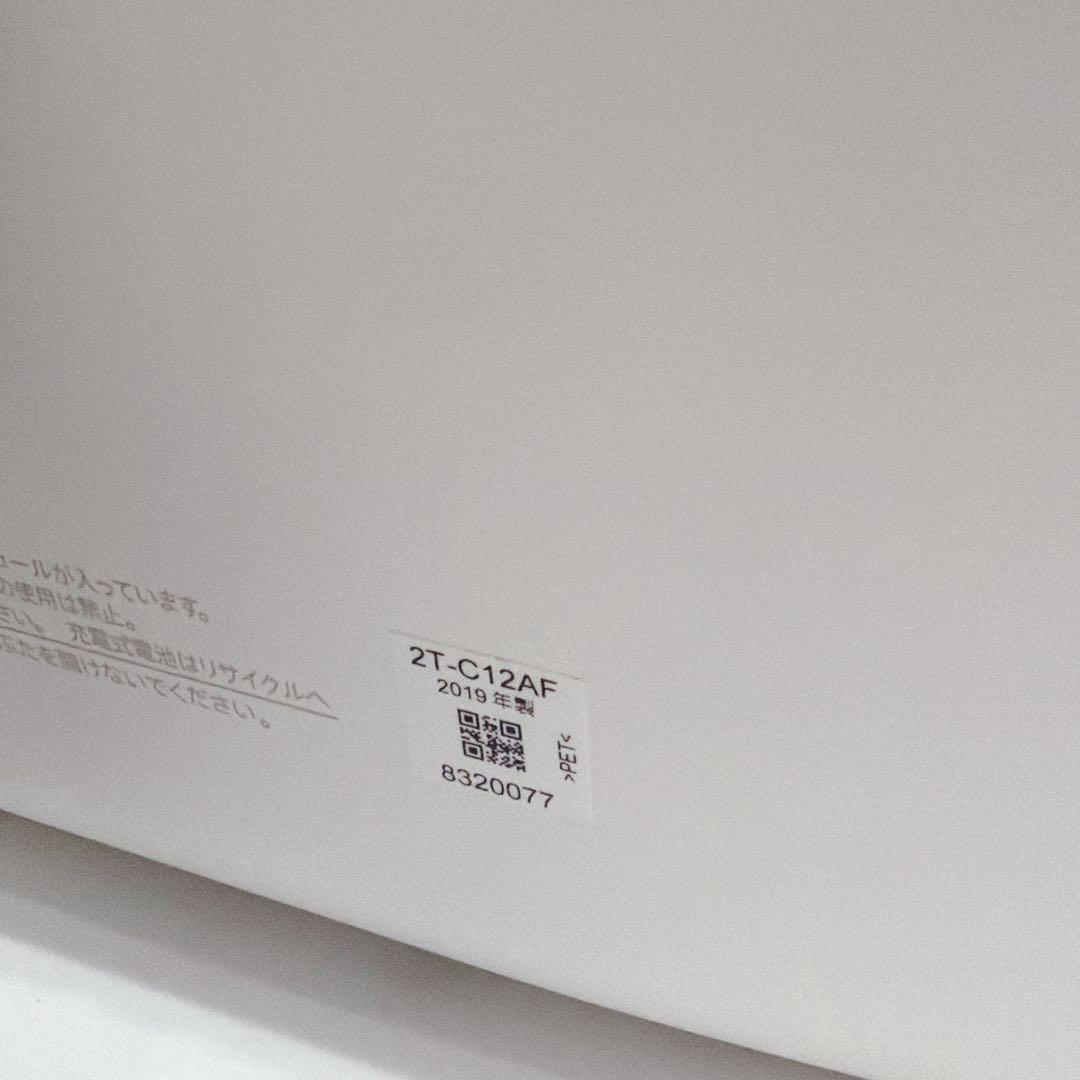 ールが入っています。
の使用は禁止。
さい。 充電式電池はリサイクルへ
ぶたを開けないでください。
2T-C12AF
2019 年製
>PET<
8320077